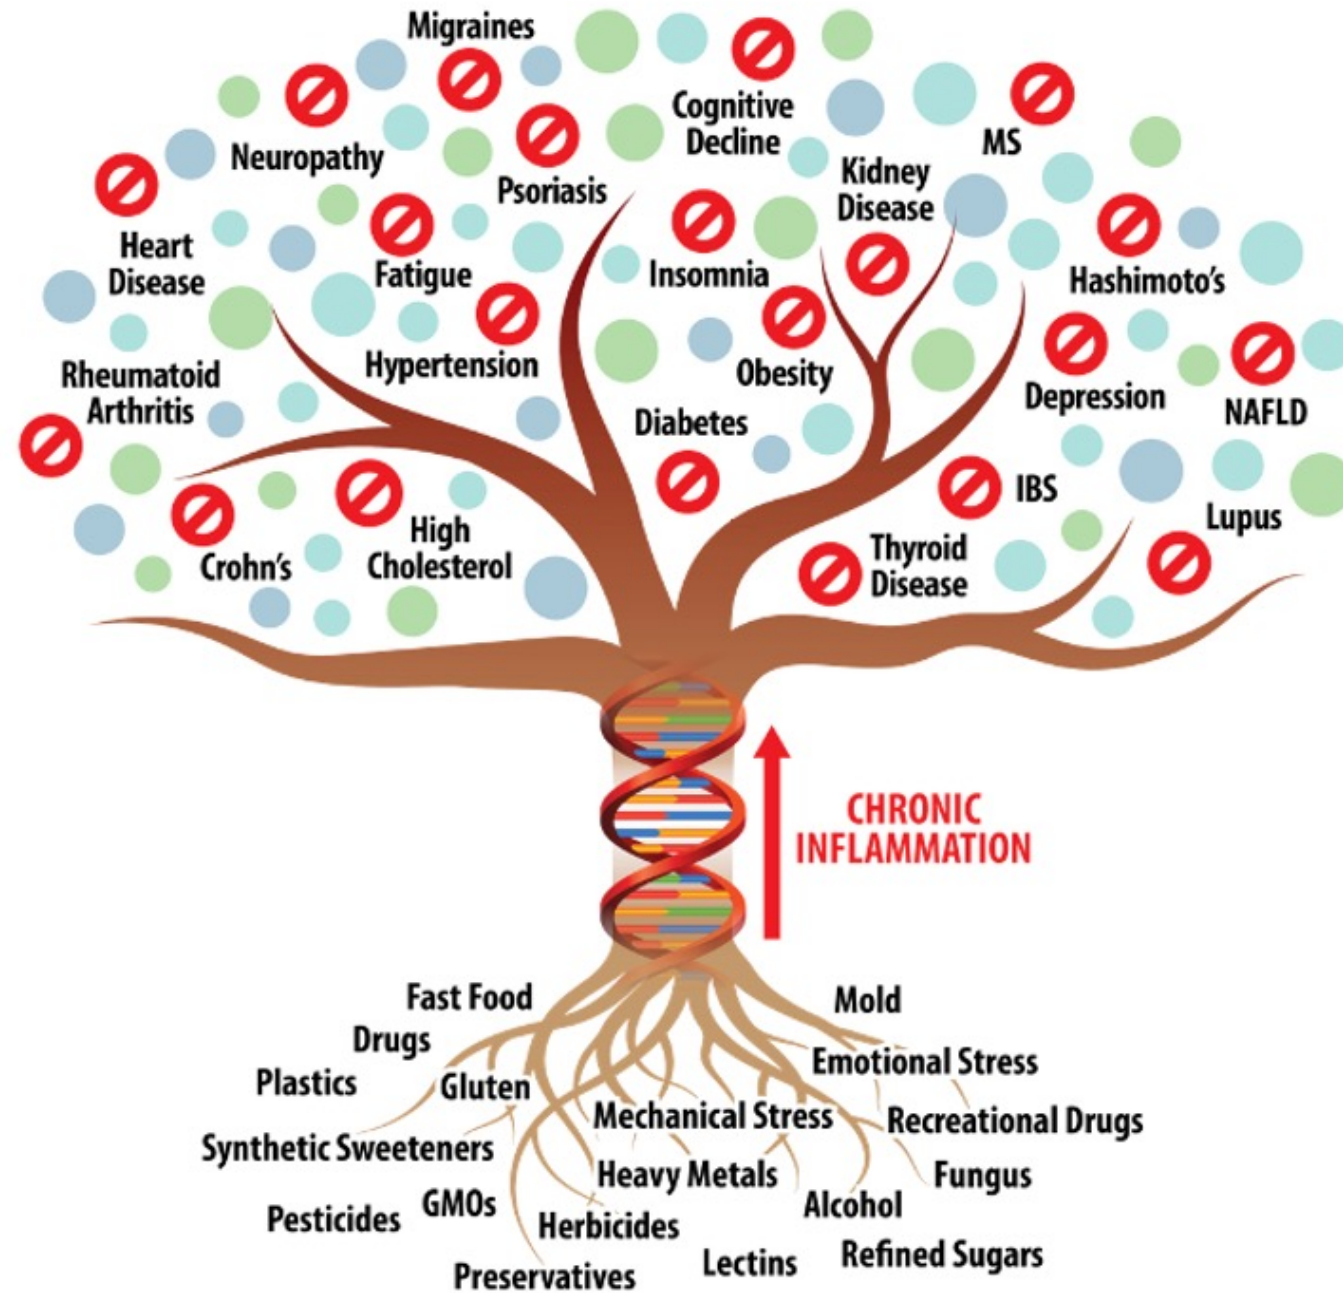 Migraines
Cognitive
Decline
MS
Neuropathy
Psoriasis
Kidney
Disease
Heart
Disease
Fatigue
Insomnia
Hashimoto's
Hypertension
Obesity
Rheumatoid
Arthritis
Depression
NAFLD
Diabetes
IBS
Lupus
Crohn's
High
Cholesterol
Thyroid
Disease
CHRONIC
INFLAMMATION
Fast Food
Mold
Drugs
Emotional Stress
Plastics
Gluten
Mechanical Stress
Recreational Drugs
Synthetic Sweeteners
Heavy Metals
Fungus
GMOs
Alcohol
Pesticides
Herbicides
Refined Sugars
Lectins
Preservatives